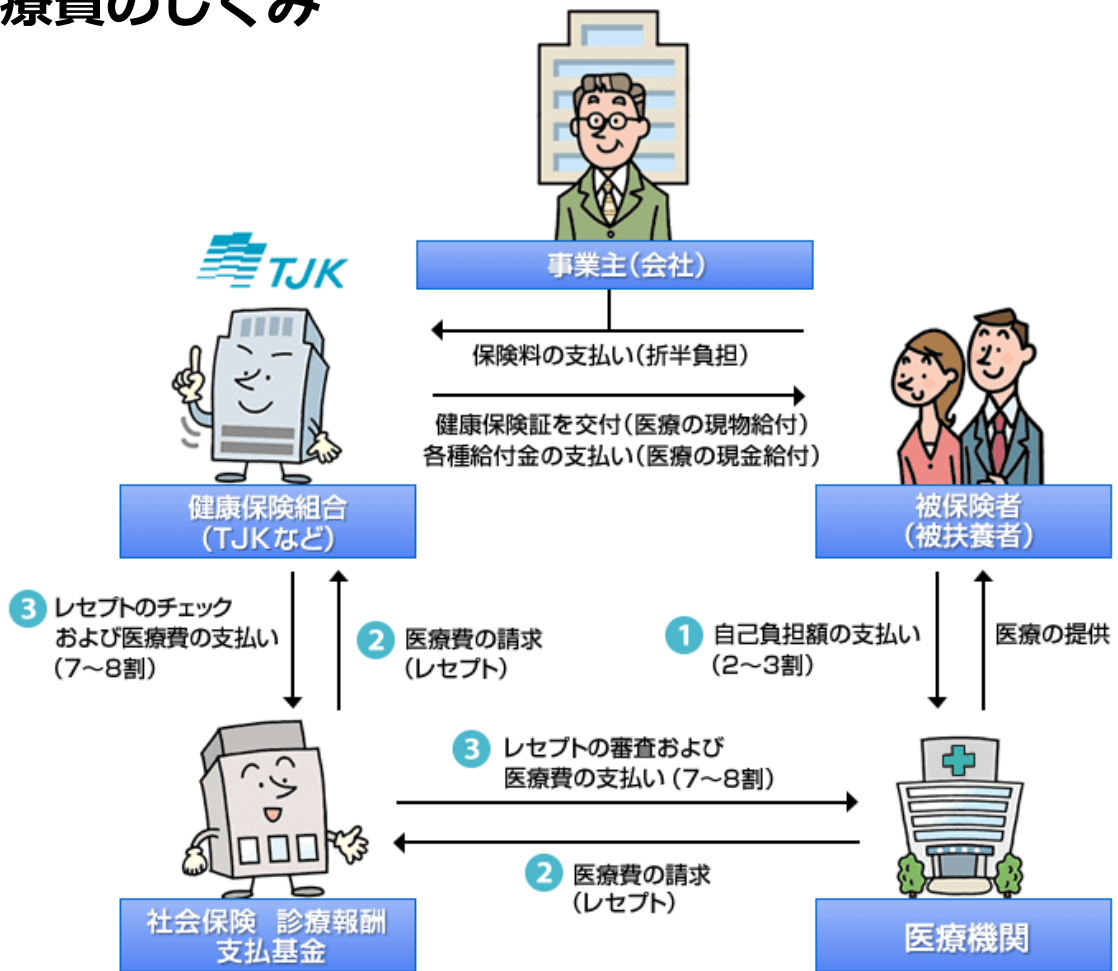 療費のしくみ
事業主(会社)
TJK
保険料の支払い(折半負担)
健康保険証を交付(医療の現物給付)
各種給付金の支払い(医療の現金給付)
健康保険組合
(TJKなど)
被保険者
(被扶養者)
3 レセプトのチェック
および医療費の支払い
(7〜8割)
2 医療費の請求
(レセプト)
1 自己負担額の支払い
(2〜3割)
医療の提供
3 レセプトの審査および
医療費の支払い (7〜8割)
2 医療費の請求
(レセプト)
社会保険 診療報酬
支払基金
医療機関